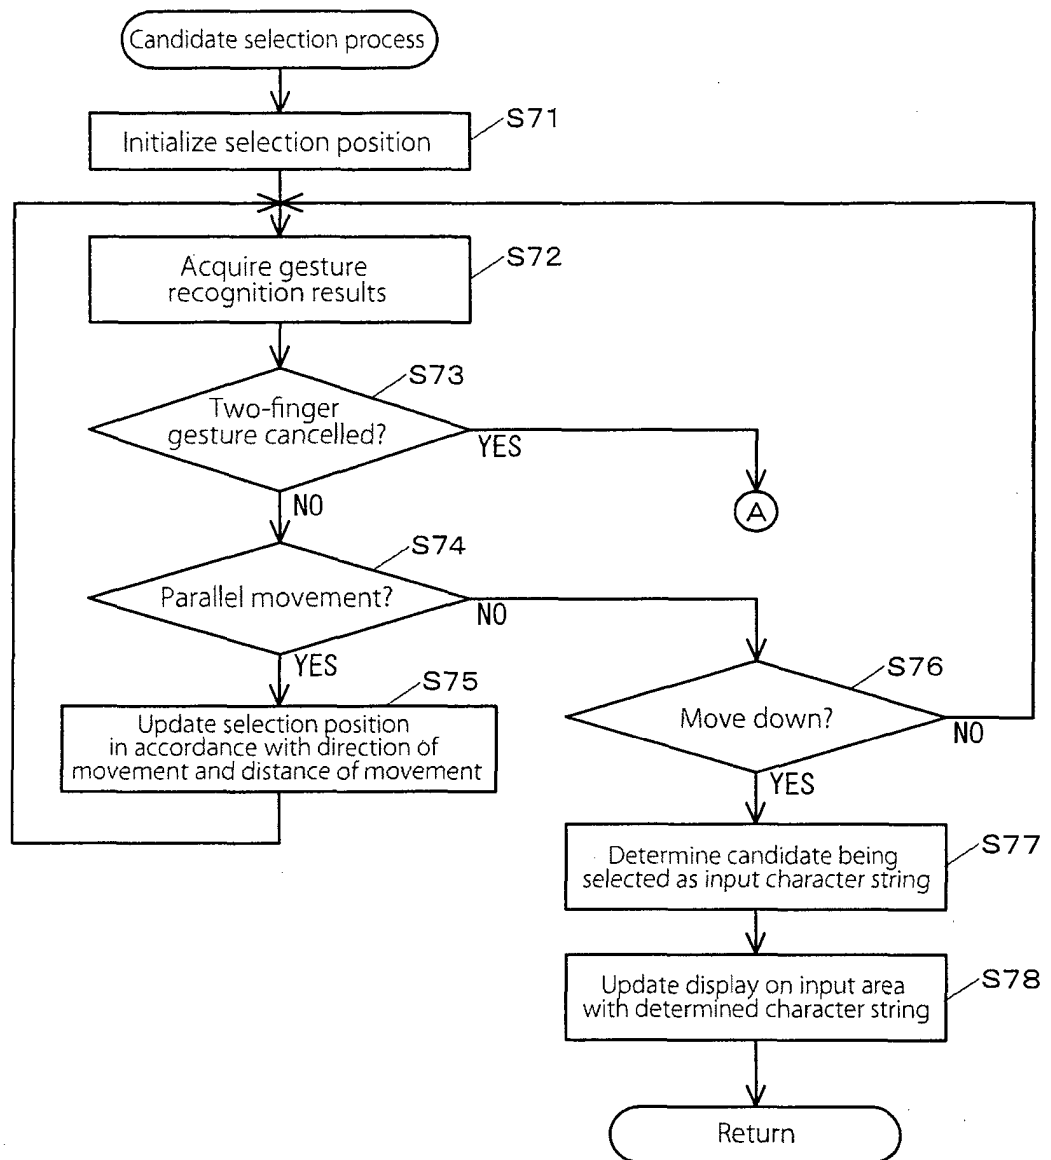 Candidate selection process
S71
Initialize selection position
S72
Acquire gesture
recognition results
S73
Two-finger
gesture cancelled?
YES
NO
A
S74
Parallel movement?
NO
YES
S75
Update selection position
in accordance with direction of
movement and distance of movement
S76
Move down?
NO
YES
S77
Determine candidate being
selected as input character string
S78
Update display on input area
with determined character string
Return